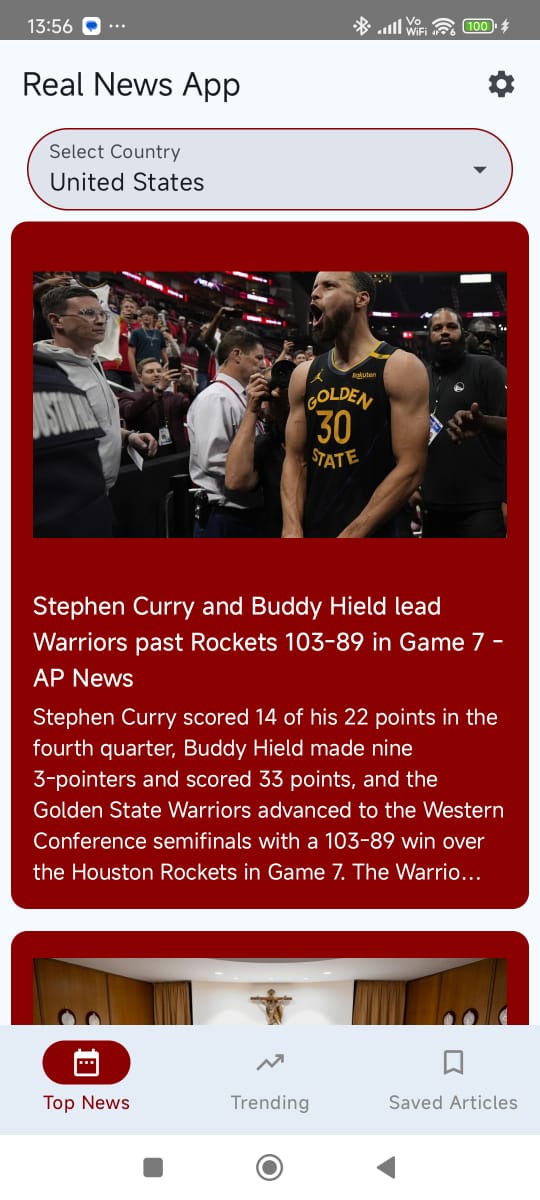 13:56
Vo
WiFi
6
100
Real News App
Select Country
United States
Rakuten
GOLDEN
30
STATE
Stephen Curry and Buddy Hield lead
Warriors past Rockets 103-89 in Game 7 -
AP News
Stephen Curry scored 14 of his 22 points in the
fourth quarter, Buddy Hield made nine
3-pointers and scored 33 points, and the
Golden State Warriors advanced to the Western
Conference semifinals with a 103-89 win over
the Houston Rockets in Game 7. The Warrio...
Top News
Trending
Saved Articles